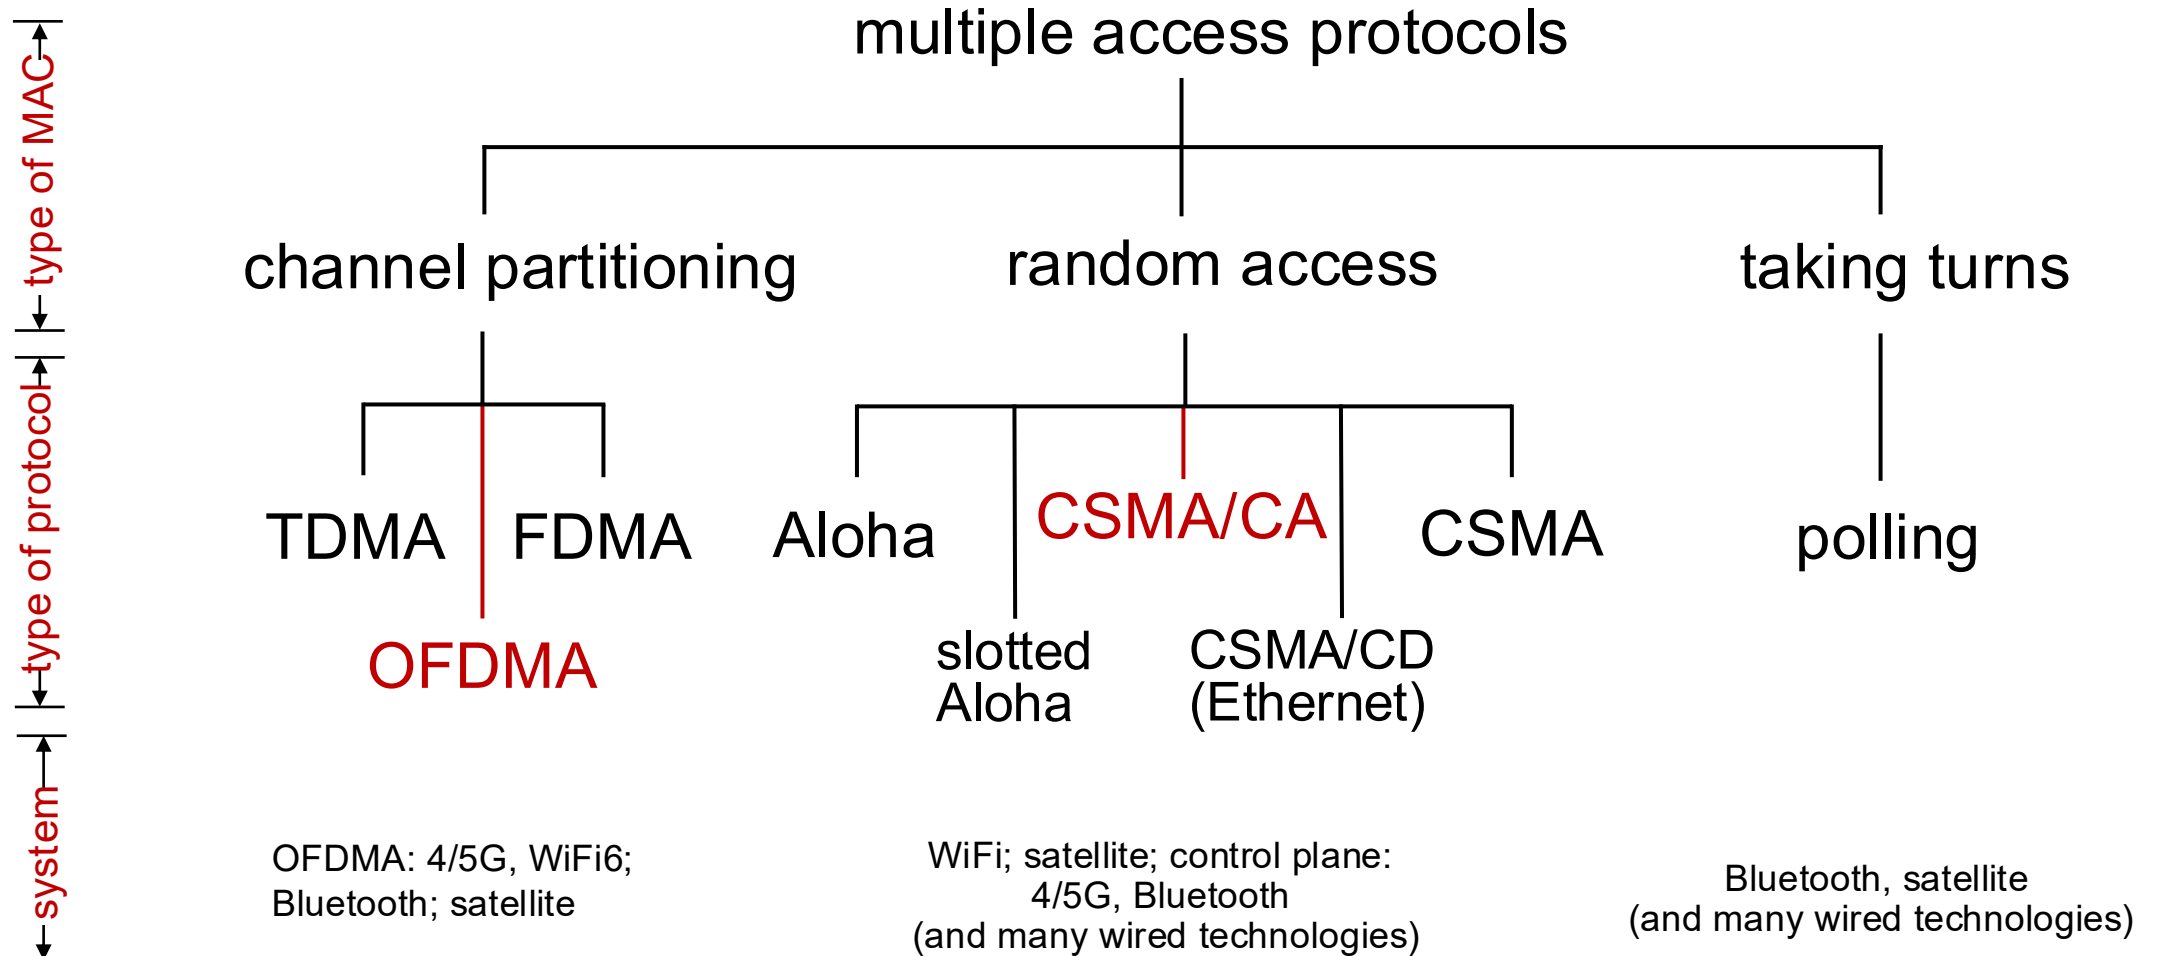 multiple access protocols
type of MAC
channel partitioning
random access
taking turns
type of protocol
TDMA
FDMA
OFDMA
Aloha
slotted
Aloha
CSMA/CA
CSMA/CD
(Ethernet)
CSMA
polling
system
OFDMA: 4/5G, WiFi6;
Bluetooth; satellite
WiFi; satellite; control plane:
4/5G, Bluetooth
(and many wired technologies)
Bluetooth, satellite
(and many wired technologies)